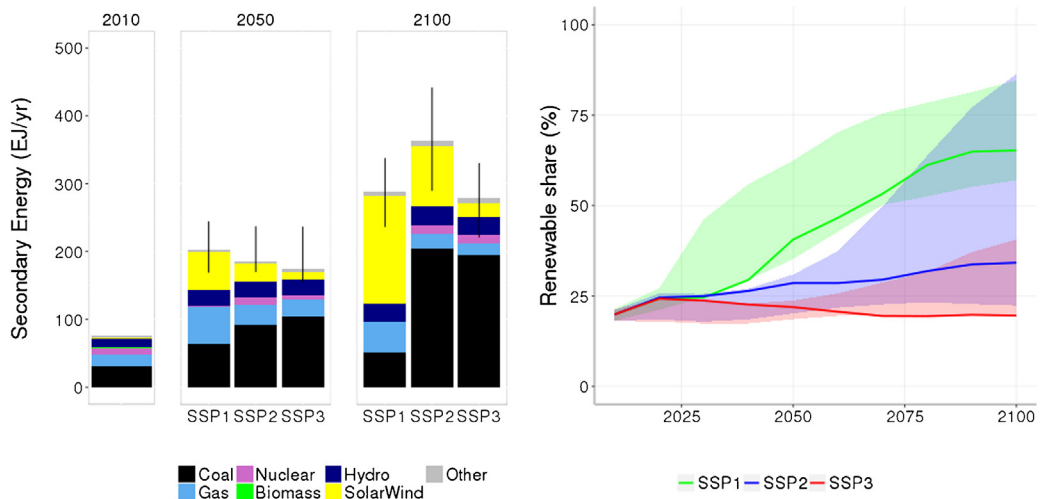 2010 2050 2100
Secondary Energy (EJ/yr)
500
400
300
200
100
0
SSP1 SSP2 SSP3 SSP1 SSP2 SSP3
Coal Nuclear Hydro Other
Gas Biomass SolarWind
Renewable share (%)
100
75
50
25
0
2025 2050 2075 2100
SSP1 SSP2 SSP3